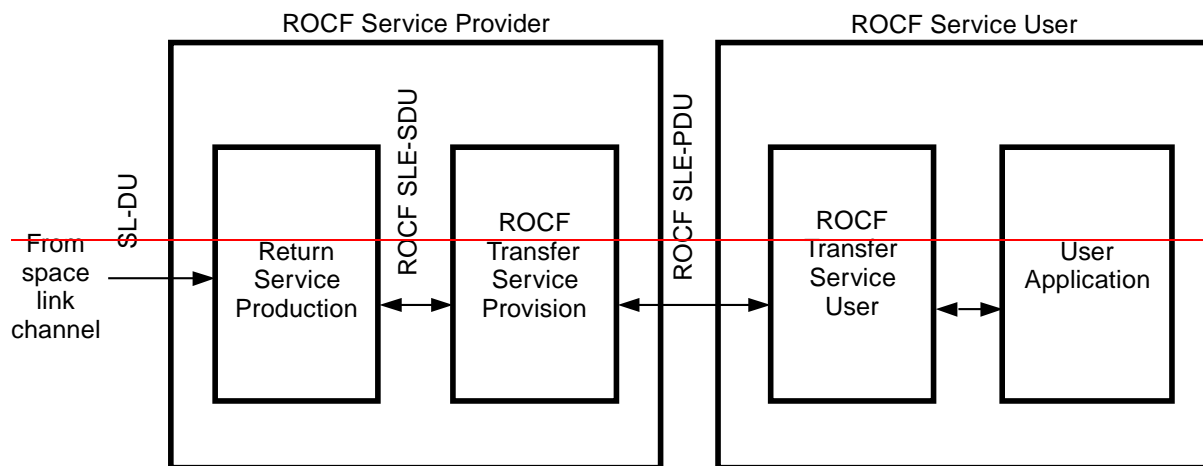 ROCF Service Provider
ROCF Service User
SL-DU
ROCF SLE-SDU
ROCF SLE-PDU
From
space
link
channel
Return
Service
Production
ROCF
Transfer
Service
Provision
ROCF
Transfer
Service
User
User
Application